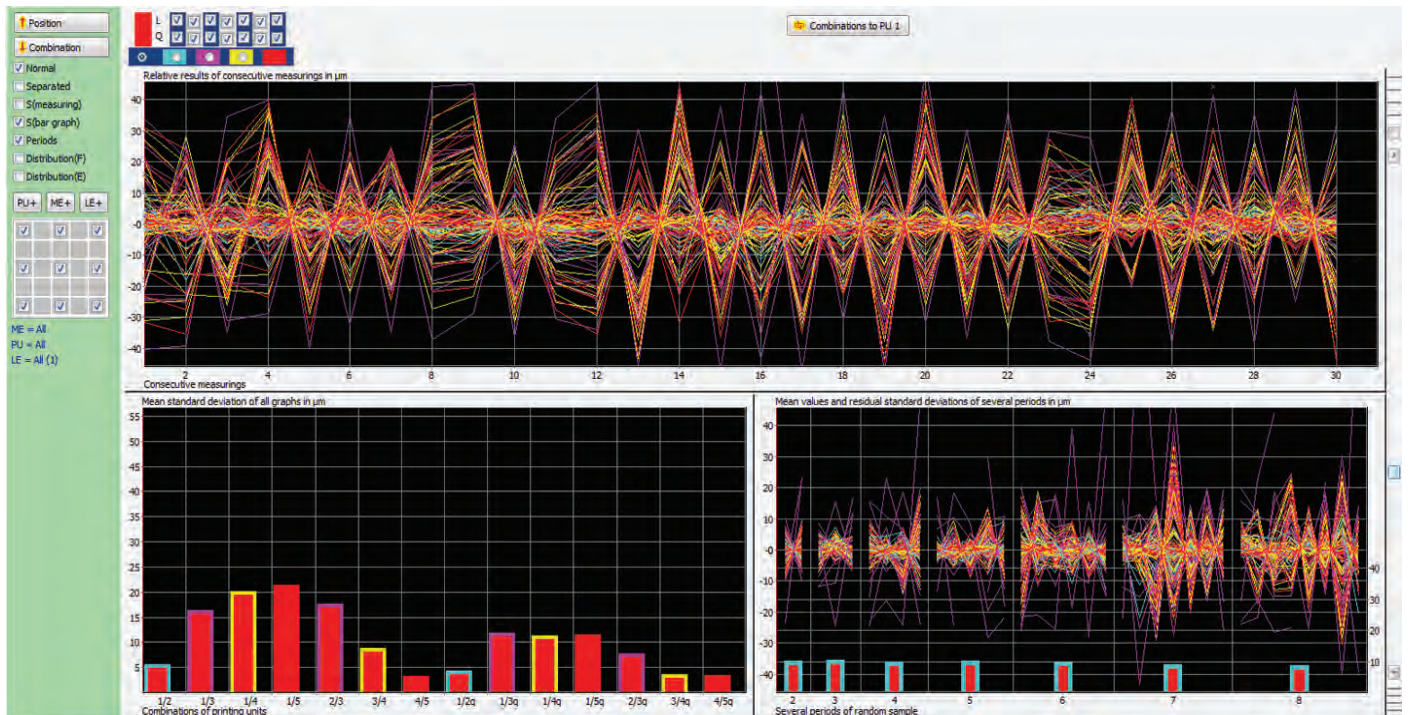 Position
Combination
Normal
Separated
S(measuring)
S(bar graph)
Periods
Distribution(F)
Distribution(E)
PU+ ME+ LE+
ME = All
PU = All
LE = All (1)
L
Q
Combinations to PU 1
Relative results of consecutive measurings in µm
40
30
20
10
-0
-10
-20
-30
-40
2 4 6 8 10 12 14 16 18 20 22 24 26 28 30
Consecutive measurings
Mean standard deviation of all graphs in µm
55
50
45
40
35
30
25
20
15
10
5
1/2 1/3 1/4 1/5 2/3 3/4 4/5 1/2q 1/3q 1/4q 1/5q 2/3q 3/4q 4/5q
Combinations of printing units
Mean values and residual standard deviations of several periods in µm
40
30
20
10
-0
-10 40
-20 30
-30 20
-40 10
2 3 4 5 6 7 8
Several periods of random sample